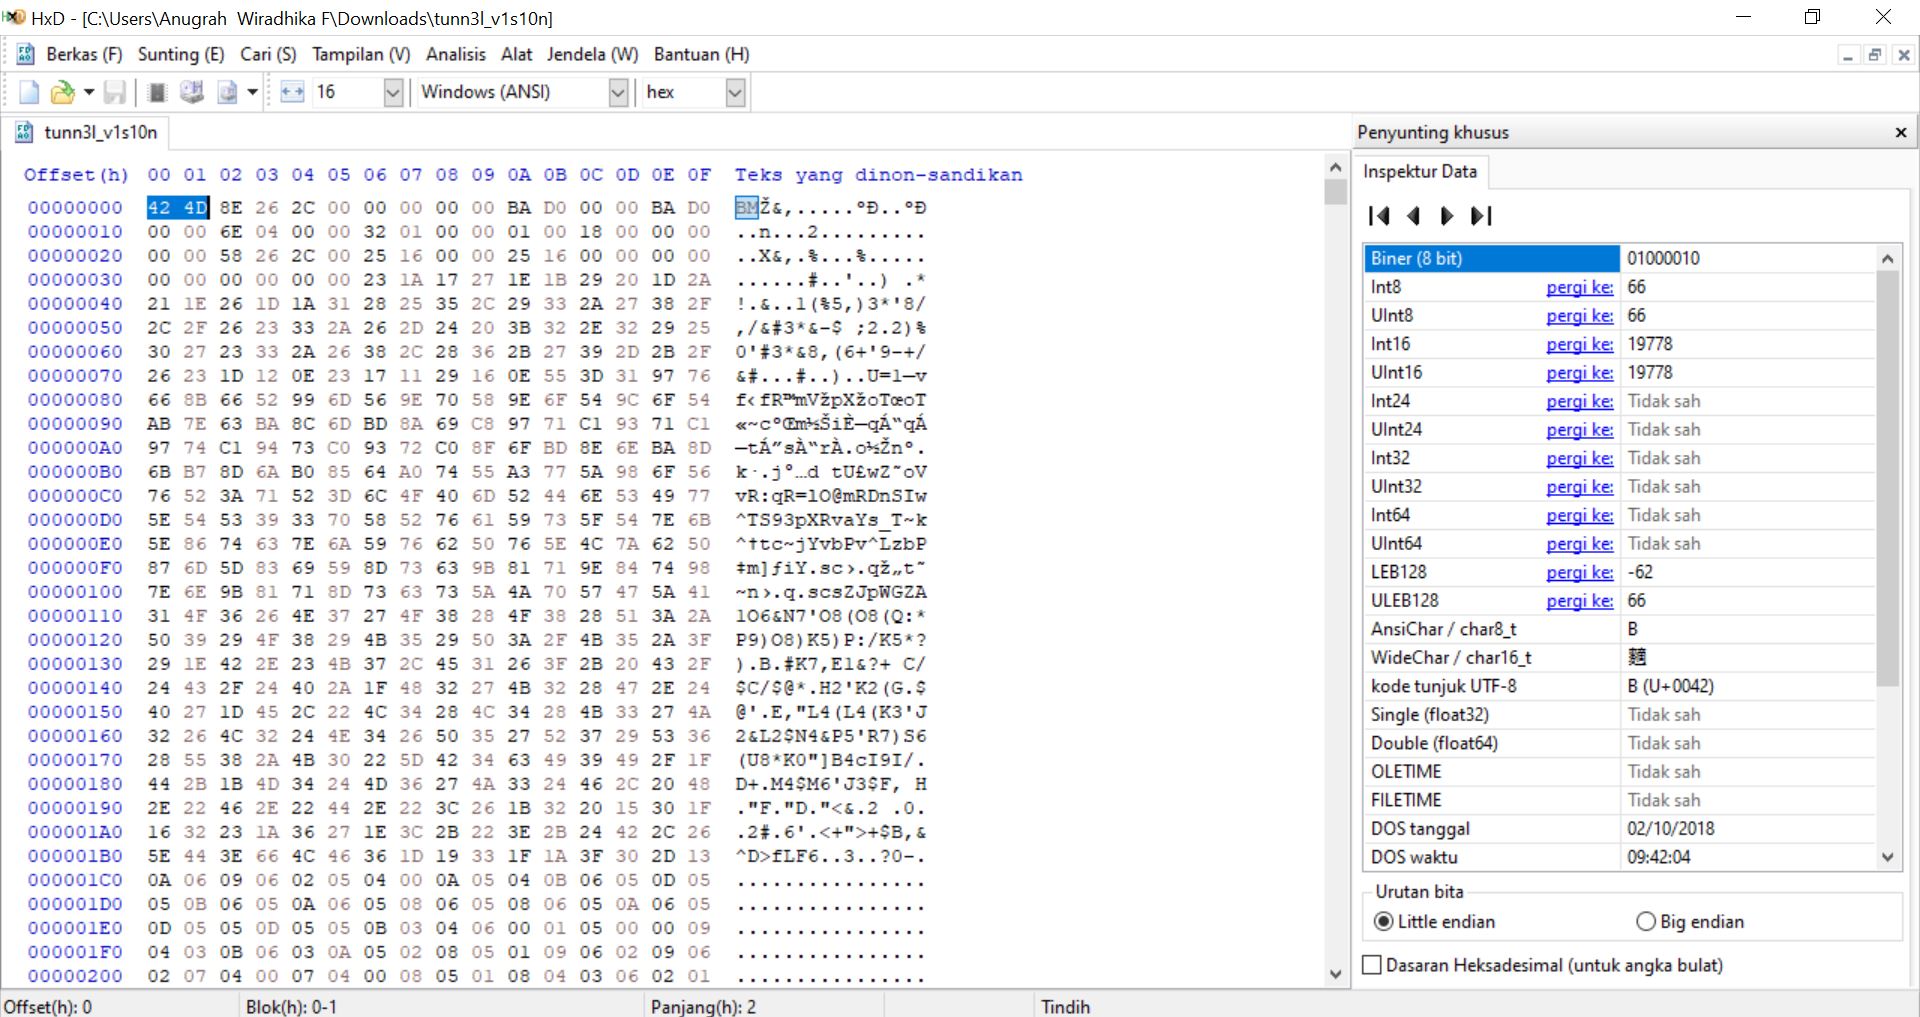 HxD - [C:\Users\Anugrah Wiradhika F\Downloads\tunn3l_v1s10n]
Berkas (F) Sunting (E) Cari (S) Tampilan (V) Analisis Alat Jendela (W) Bantuan (H)
16 Windows (ANSI) hex
tunn3l_v1s10n
Offset(h) 00 01 02 03 04 05 06 07 08 09 0A 0B 0C 0D 0E 0F Teks yang dinon-sandikan
00000000 42 4D 8E 26 2C 00 00 00 00 00 BA D0 00 00 BA D0 BMŽ&,.....ºÐ..ºÐ
00000010 00 00 6E 04 00 00 32 01 00 00 01 00 18 00 00 00 ..n...2.........
00000020 00 00 58 26 2C 00 25 16 00 00 25 16 00 00 00 00 ..X&,.%...%.....
00000030 00 00 00 00 00 00 23 1A 17 27 1E 1B 29 20 1D 2A ......#..'..) .*
00000040 21 1E 26 1D 1A 31 28 25 35 2C 29 33 2A 27 38 2F !.&..1(%5,)3*'8/
00000050 2C 2F 26 23 33 2A 26 2D 24 20 3B 32 2E 32 29 25 ,/&#3*&-$ ;2.2)%
00000060 30 27 23 33 2A 26 38 2C 28 36 2B 27 39 2D 2B 2F 0'#3*&8,(6+'9-+/
00000070 26 23 1D 12 0E 23 17 11 29 16 0E 55 3D 31 97 76 &#...#..)..U=1—v
00000080 66 8B 66 52 99 6D 56 9E 70 58 9E 6F 54 9C 6F 54 f‹fR™mVžpXžoTœoT
00000090 AB 7E 63 BA 8C 6D BD 8A 69 C8 97 71 C1 93 71 C1 «~cºŒm½ŠiÈ—qÁ“qÁ
000000A0 97 74 C1 94 73 C0 93 72 C0 8F 6F BD 8E 6E BA 8D —tÁ”sÀ“rÀ.o½Žnº.
000000B0 6B B7 8D 6A B0 85 64 A0 74 55 A3 77 5A 98 6F 56 k·.j°…d tU£wZ˜oV
000000C0 76 52 3A 71 52 3D 6C 4F 40 6D 52 44 6E 53 49 77 vR:qR=lO@mRDnSIw
000000D0 5E 54 53 39 33 70 58 52 76 61 59 73 5F 54 7E 6B ^TS93pXRvaYs_T~k
000000E0 5E 86 74 63 7E 6A 59 76 62 50 76 5E 4C 7A 62 50 ^†tc~jYvbPv^LzbP
000000F0 87 6D 5D 83 69 59 8D 73 63 9B 81 71 9E 84 74 98 ‡m]ƒiY.sc›.qž„t˜
00000100 7E 6E 9B 81 71 8D 73 63 73 5A 4A 70 57 47 5A 41 ~n›.q.scsZJpWGZA
00000110 31 4F 36 26 4E 37 27 4F 38 28 4F 38 28 51 3A 2A 1O6&N7'O8(O8(Q:*
00000120 50 39 29 4F 38 29 4B 35 29 50 3A 2F 4B 35 2A 3F P9)O8)K5)P:/K5*?
00000130 29 1E 42 2E 23 4B 37 2C 45 31 26 3F 2B 20 43 2F ).B.#K7,E1&?+ C/
00000140 24 43 2F 24 40 2A 1F 48 32 27 4B 32 28 47 2E 24 $C/$@*.H2'K2(G.$
00000150 40 27 1D 45 2C 22 4C 34 28 4C 34 28 4B 33 27 4A @'.E,"L4(L4(K3'J
00000160 32 26 4C 32 24 4E 34 26 50 35 27 52 37 29 53 36 2&L2$N4&P5'R7)S6
00000170 28 55 38 2A 4B 30 22 5D 42 34 63 49 39 49 2F 1F (U8*K0"]B4cI9I/.
00000180 44 2B 1B 4D 34 24 4D 36 27 4A 33 24 46 2C 20 48 D+.M4$M6'J3$F, H
00000190 2E 22 46 2E 22 44 2E 22 3C 26 1B 32 20 15 30 1F ."F."D."<&.2 .0.
000001A0 16 32 23 1A 36 27 1E 3C 2B 22 3E 2B 24 42 2C 26 .2#.6'.<+">+$B,&
000001B0 5E 44 3E 66 4C 46 36 1D 19 33 1F 1A 3F 30 2D 13 ^D>fLF6..3..?0-.
000001C0 0A 06 09 06 02 05 04 00 0A 05 04 0B 06 05 0D 05 ................
000001D0 05 0B 06 05 0A 06 05 08 06 05 08 06 05 0A 06 05 ................
000001E0 0D 05 05 0D 05 05 0B 03 04 06 00 01 05 00 00 09 ................
000001F0 04 03 0B 06 03 0A 05 02 08 05 01 09 06 02 09 06 ................
00000200 02 07 04 00 07 04 00 08 05 01 08 04 03 06 02 01 ................
Penyunting khusus
Inspektur Data
Biner (8 bit) 01000010
Int8 pergi ke: 66
UInt8 pergi ke: 66
Int16 pergi ke: 19778
UInt16 pergi ke: 19778
Int24 pergi ke: Tidak sah
UInt24 pergi ke: Tidak sah
Int32 pergi ke: Tidak sah
UInt32 pergi ke: Tidak sah
Int64 pergi ke: Tidak sah
UInt64 pergi ke: Tidak sah
LEB128 pergi ke: -62
ULEB128 pergi ke: 66
AnsiChar / char8_t B
WideChar / char16_t
kode tunjuk UTF-8 B (U+0042)
Single (float32) Tidak sah
Double (float64) Tidak sah
OLETIME Tidak sah
FILETIME Tidak sah
DOS tanggal 02/10/2018
DOS waktu 09:42:04
Urutan bita
Little endian Big endian
Dasaran Heksadesimal (untuk angka bulat)
Offset(h): 0 Blok(h): 0-1 Panjang(h): 2 Tindih